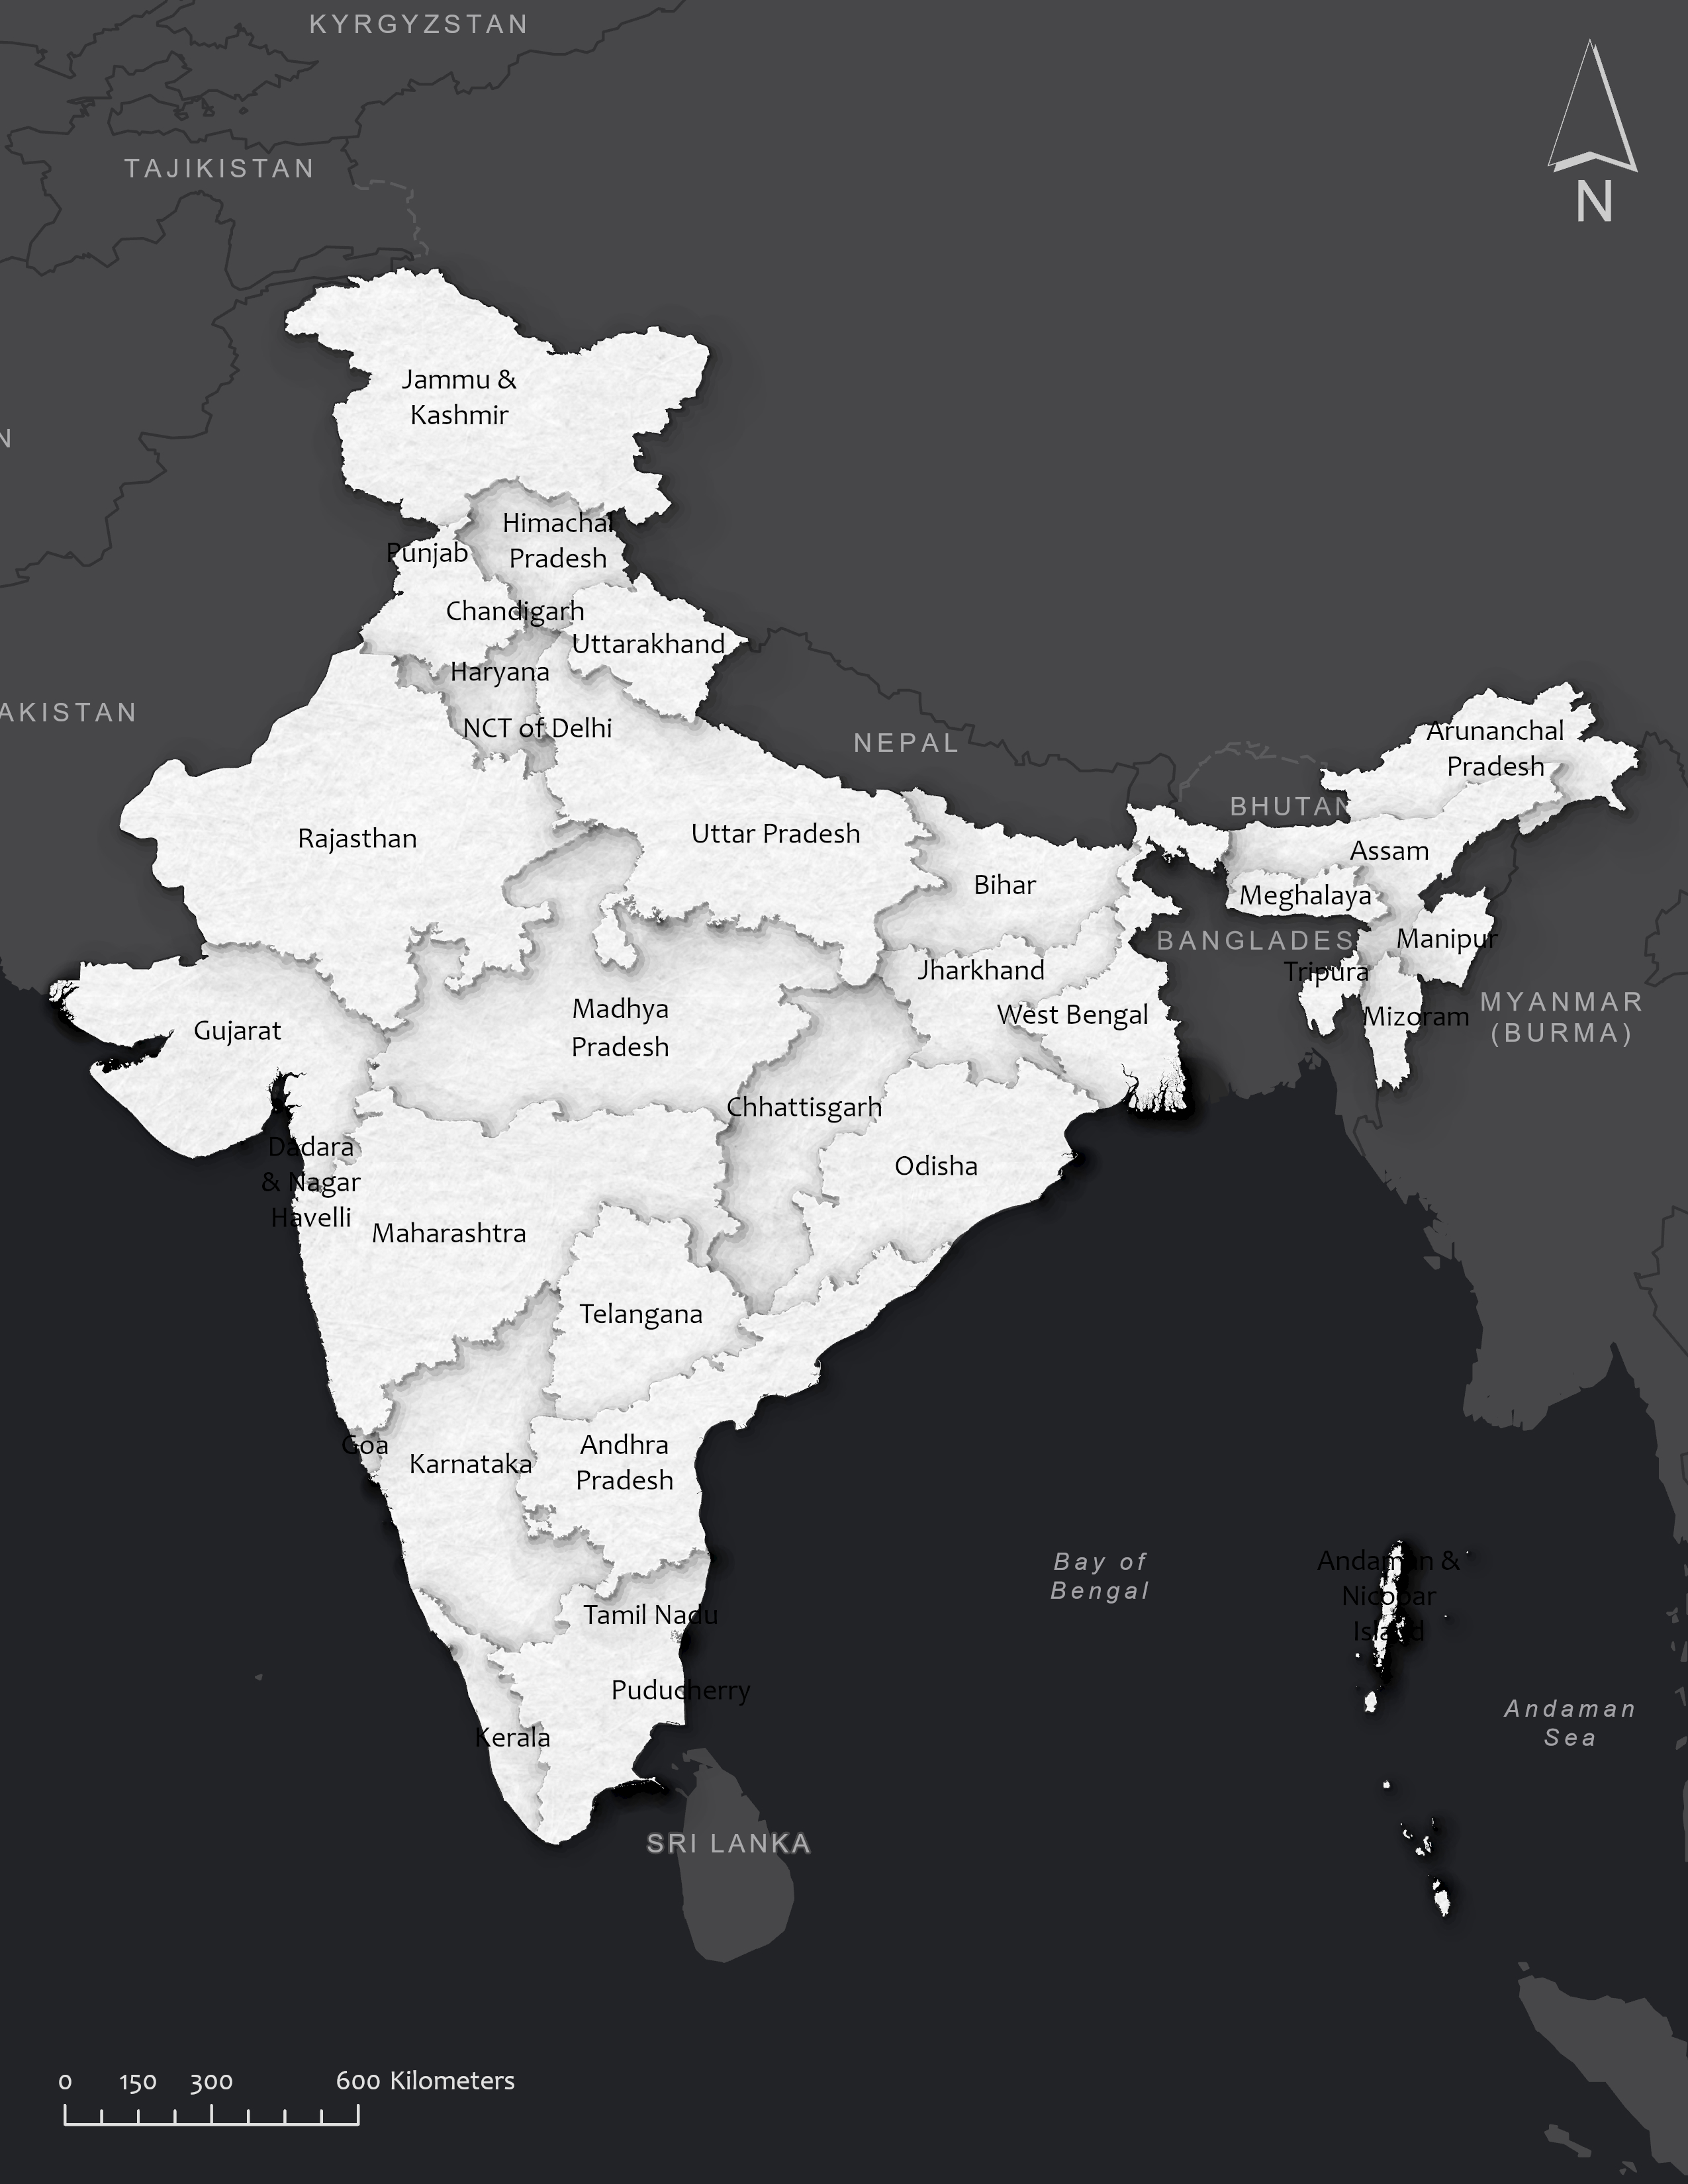 KYRGYZSTAN
TAJIKISTAN
N
N
Jammu &
Kashmir
Himachal
Pradesh
Punjab
Chandigarh
Uttarakhand
Haryana
AKISTAN
NCT of Delhi
NEPAL
Arunanchal
Pradesh
BHUTAN
Rajasthan
Uttar Pradesh
Assam
Bihar
Meghalaya
BANGLADES
Manipur
Jharkhand
Tripura
MYANMAR
(BURMA)
Madhya
Pradesh
West Bengal
Mizoram
Gujarat
Chhattisgarh
Dadara
& Nagar
Havelli
Odisha
Maharashtra
Telangana
Goa
Karnataka
Andhra
Pradesh
Bay of
Bengal
Andaman &
Nicobar
Island
Tamil Nadu
Puducherry
Andaman
Sea
Kerala
SRI LANKA
0 150 300 600 Kilometers